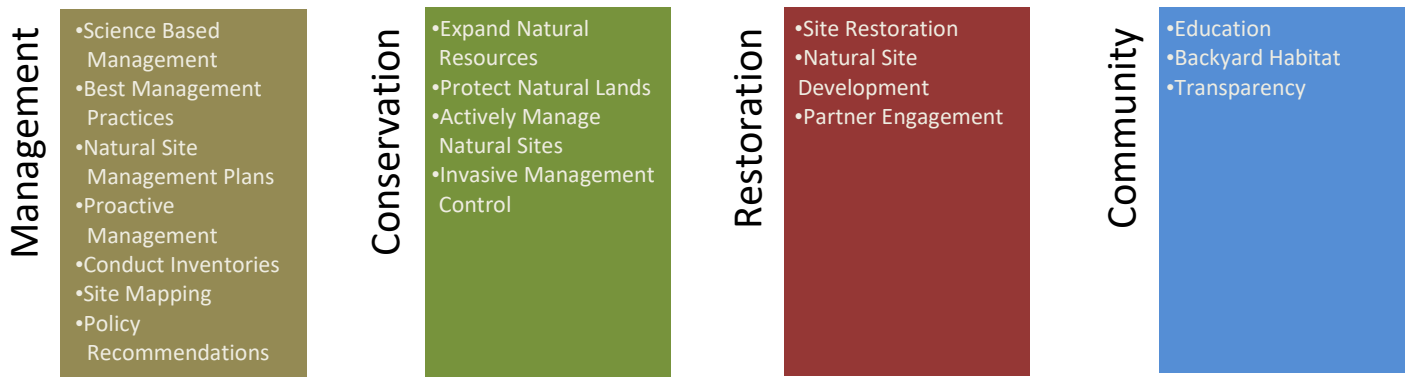 Management
•Science Based
Management
•Best Management
Practices
•Natural Site
Management Plans
•Proactive
Management
•Conduct Inventories
•Site Mapping
•Policy
Recommendations
Conservation
•Expand Natural
Resources
•Protect Natural Lands
•Actively Manage
Natural Sites
•Invasive Management
Control
Restoration
•Site Restoration
•Natural Site
Development
•Partner Engagement
Community
•Education
•Backyard Habitat
•Transparency